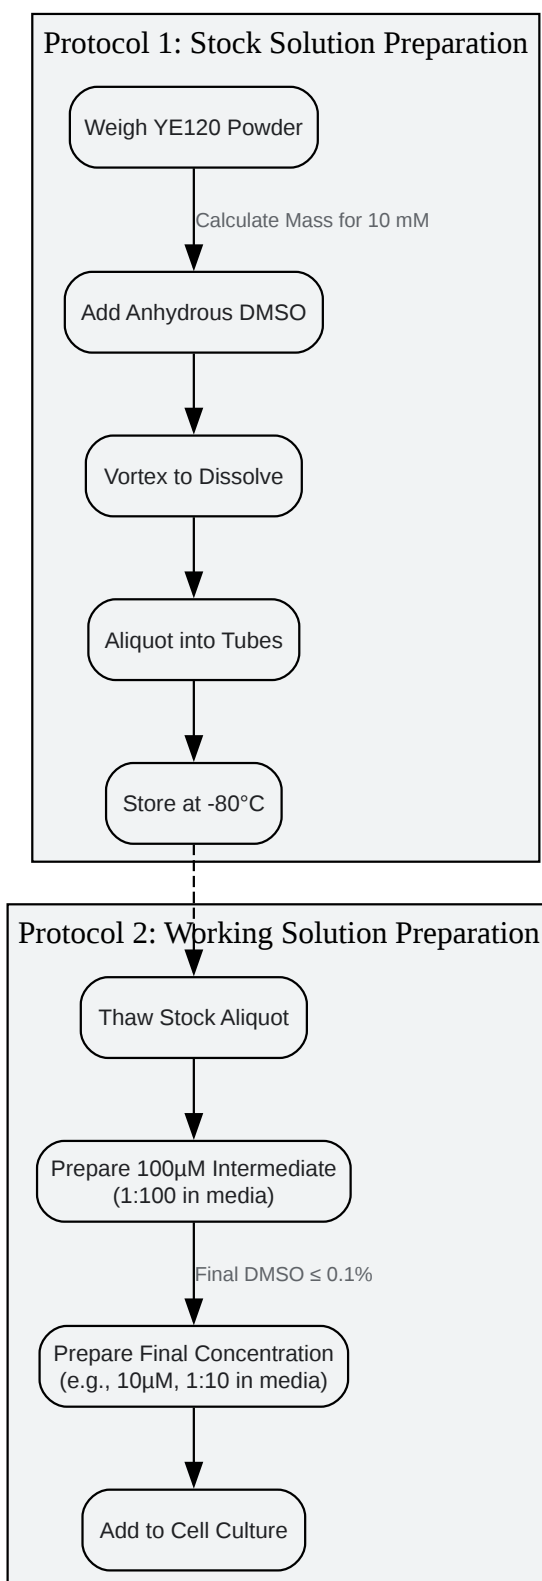 Protocol 1: Stock Solution Preparation
Weigh YE120 Powder
Calculate Mass for 10 mM
Add Anhydrous DMSO
Vortex to Dissolve
Aliquot into Tubes
Store at -80°C
Protocol 2: Working Solution Preparation
Thaw Stock Aliquot
Prepare 100µM Intermediate
(1:100 in media)
Final DMSO ≤ 0.1%
Prepare Final Concentration
(e.g., 10µM, 1:10 in media)
Add to Cell Culture